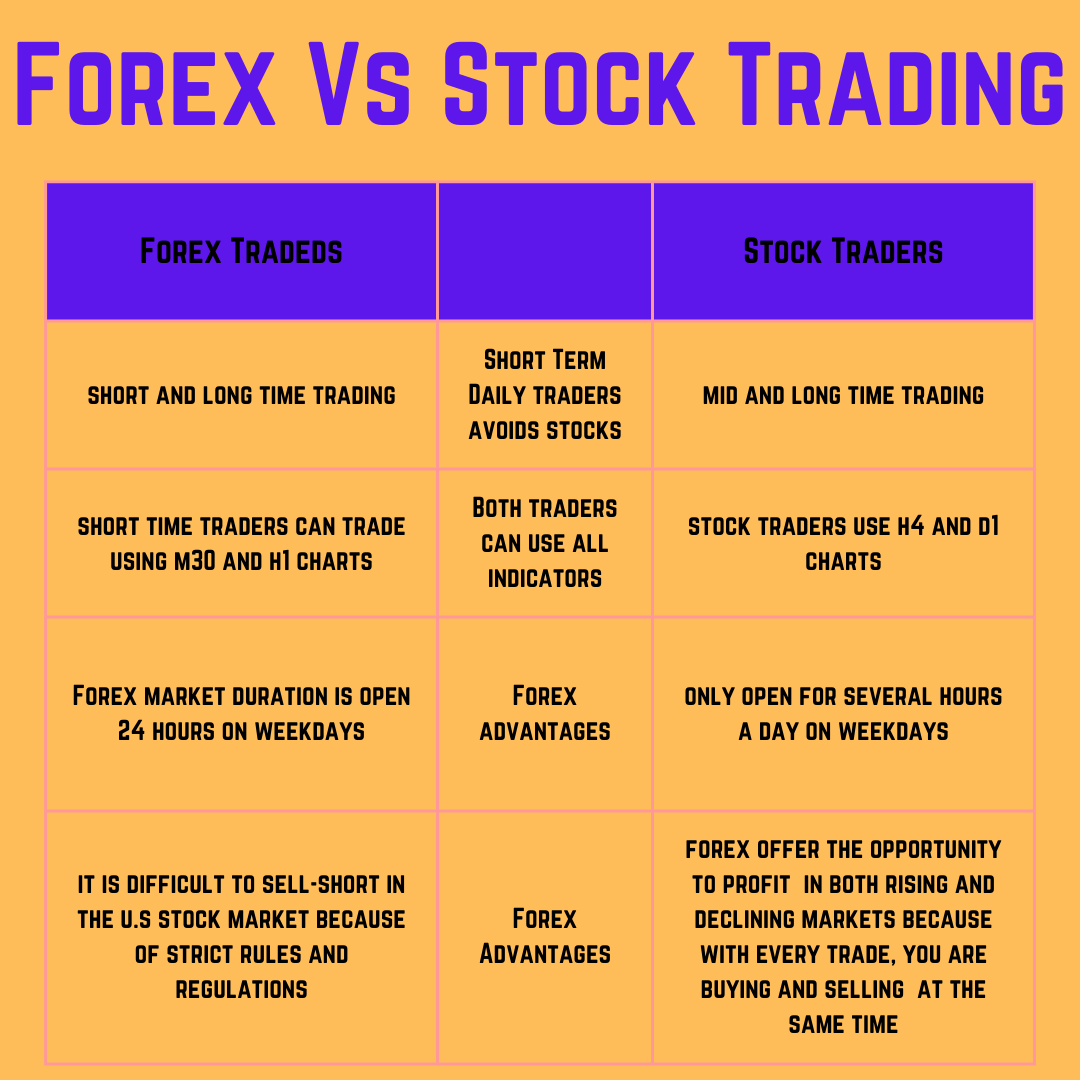 Forex Vs Stock Trading
Forex Tradeds
Stock Traders
short and long time trading
Short Term
Daily traders
avoids stocks
mid and long time trading
short time traders can trade
using m30 and h1 charts
Both traders
can use all
indicators
stock traders use h4 and d1
charts
Forex market duration is open
24 hours on weekdays
Forex
advantages
only open for several hours
a day on weekdays
it is difficult to sell-short in
the u.s stock market because
of strict rules and
regulations
Forex
Advantages
forex offer the opportunity
to profit in both rising and
declining markets because
with every trade, you are
buying and selling at the
same time